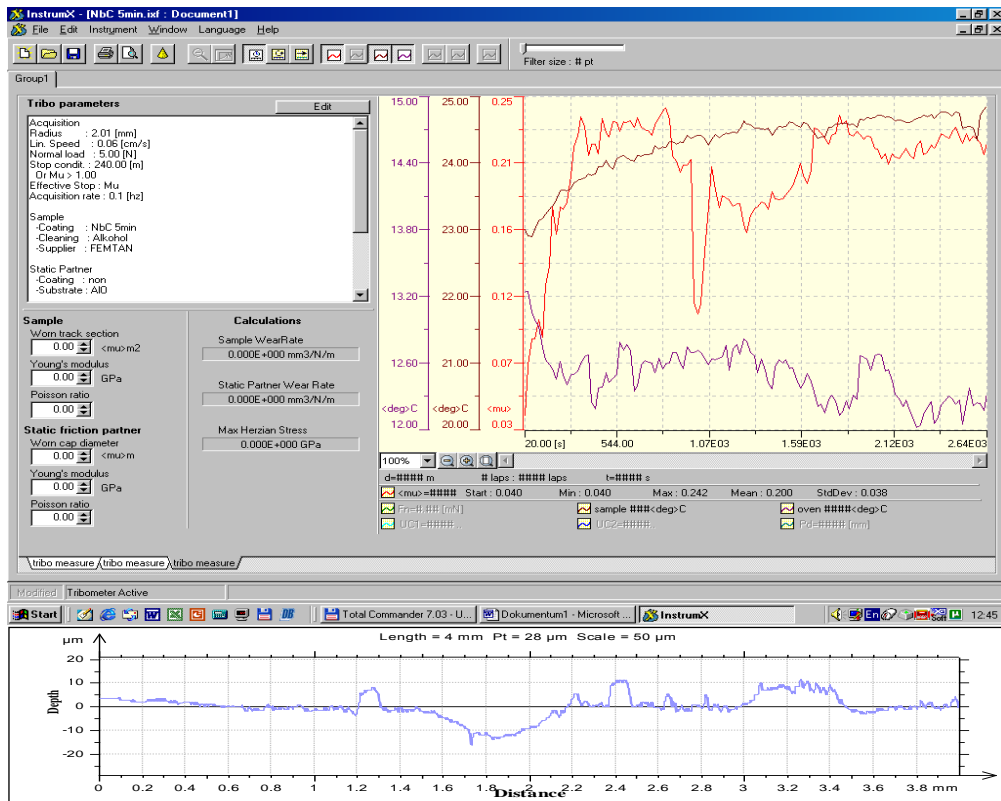 InstrumX - [NbC 5min.ixf : Document1]
File Edit Instrument Window Language Help
Filter size : # pt
Group1
Tribo parameters
Edit
Acquisition
Radius : 2.01 [mm]
Lin. Speed : 0.06 [cm/s]
Normal load : 5.00 [N]
Stop condit. : 240.00 [m]
Or Mu > 1.00
Effective Stop : Mu
Acquisition rate : 0.1 [hz]
Sample
-Coating : NbC 5min
-Cleaning : Alkohol
-Supplier : FEMTAN
Static Partner
-Coating : non
-Substrate : AlO
Sample
Worn track section
0.00 <mu>m2
Young's modulus
0.00 GPa
Poisson ratio
0.00
Static friction partner
Worn cap diameter
0.00 <mu>m
Young's modulus
0.00 GPa
Poisson ratio
0.00
Calculations
Sample WearRate
0.000E+000 mm3/N/m
Static Partner Wear Rate
0.000E+000 mm3/N/m
Max Herzian Stress
0.000E+000 GPa
15.00 25.00 0.25
14.40 24.00 0.21
13.80 23.00 0.16
13.20 22.00 0.12
12.60 21.00 0.07
<deg>C <deg>C <mu>
12.00 20.00 0.03
20.00 [s] 544.00 1.07E03 1.59E03 2.12E03 2.64E03
100%
d=#### m # laps : #### laps t=#### s
<mu>=#### Start : 0.040 Min : 0.040 Max : 0.242 Mean : 0.200 StdDev : 0.038
Fn=#.## [mN] sample ###<deg>C oven ####<deg>C
UC1=#### .. UC2=####.. Pd=#### [mm]
tribo measure tribo measure tribo measure
Modified Tribometer Active
Start Total Commander 7.03 - U... Dokumentum1 - Microsoft ... InstrumX En 12:45
µm Length = 4 mm Pt = 28 µm Scale = 50 µm
20
10
0
-10
-20
Depth
0 0.2 0.4 0.6 0.8 1 1.2 1.4 1.6 1.8 2 2.2 2.4 2.6 2.8 3 3.2 3.4 3.6 3.8 mm
Distance